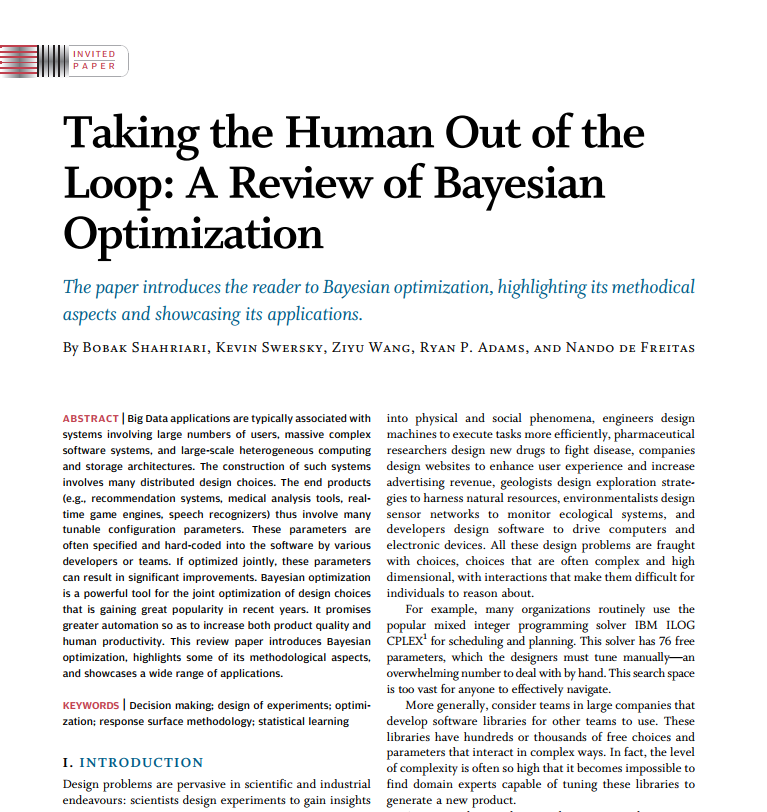 INVITED
PAPER
Taking the Human Out of the
Loop: A Review of Bayesian
Optimization
The paper introduces the reader to Bayesian optimization, highlighting its methodical
aspects and showcasing its applications.
By Bobak Shahriari, Kevin Swersky, Ziyu Wang, Ryan P. Adams, and Nando de Freitas
ABSTRACT | Big Data applications are typically associated with
systems involving large numbers of users, massive complex
software systems, and large-scale heterogeneous computing
and storage architectures. The construction of such systems
involves many distributed design choices. The end products
(e.g., recommendation systems, medical analysis tools, real-
time game engines, speech recognizers) thus involve many
tunable configuration parameters. These parameters are
often specified and hard-coded into the software by various
developers or teams. If optimized jointly, these parameters
can result in significant improvements. Bayesian optimization
is a powerful tool for the joint optimization of design choices
that is gaining great popularity in recent years. It promises
greater automation so as to increase both product quality and
human productivity. This review paper introduces Bayesian
optimization, highlights some of its methodological aspects,
and showcases a wide range of applications.
KEYWORDS | Decision making; design of experiments; optimi-
zation; response surface methodology; statistical learning
I. INTRODUCTION
Design problems are pervasive in scientific and industrial
endeavours: scientists design experiments to gain insights
into physical and social phenomena, engineers design
machines to execute tasks more efficiently, pharmaceutical
researchers design new drugs to fight disease, companies
design websites to enhance user experience and increase
advertising revenue, geologists design exploration strate-
gies to harness natural resources, environmentalists design
sensor networks to monitor ecological systems, and
developers design software to drive computers and
electronic devices. All these design problems are fraught
with choices, choices that are often complex and high
dimensional, with interactions that make them difficult for
individuals to reason about.
For example, many organizations routinely use the
popular mixed integer programming solver IBM ILOG
CPLEX¹ for scheduling and planning. This solver has 76 free
parameters, which the designers must tune manually—an
overwhelming number to deal with by hand. This search space
is too vast for anyone to effectively navigate.
More generally, consider teams in large companies that
develop software libraries for other teams to use. These
libraries have hundreds or thousands of free choices and
parameters that interact in complex ways. In fact, the level
of complexity is often so high that it becomes impossible to
find domain experts capable of tuning these libraries to
generate a new product.